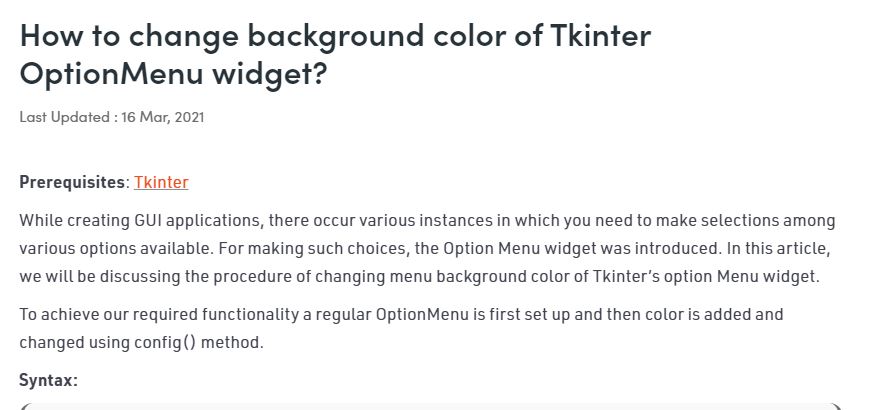 How to change background color of Tkinter
OptionMenu widget?
Last Updated : 16 Mar, 2021
Prerequisites: Tkinter
While creating GUI applications, there occur various instances in which you need to make selections among
various options available. For making such choices, the Option Menu widget was introduced. In this article,
we will be discussing the procedure of changing menu background color of Tkinter’s option Menu widget.
To achieve our required functionality a regular OptionMenu is first set up and then color is added and
changed using config() method.
Syntax: